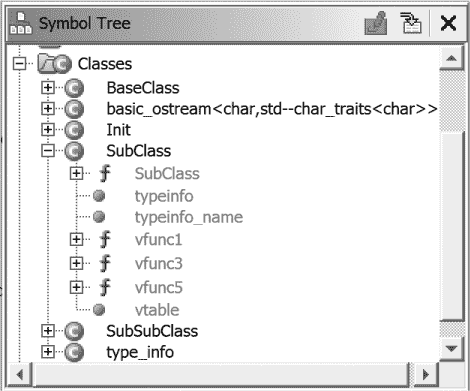 Symbol Tree
Classes
BaseClass
basic_ostream<char,std--char_traits<char>>
Init
SubClass
SubClass
typeinfo
typeinfo_name
vfunc1
vfunc3
vfunc5
vtable
SubSubClass
type_info